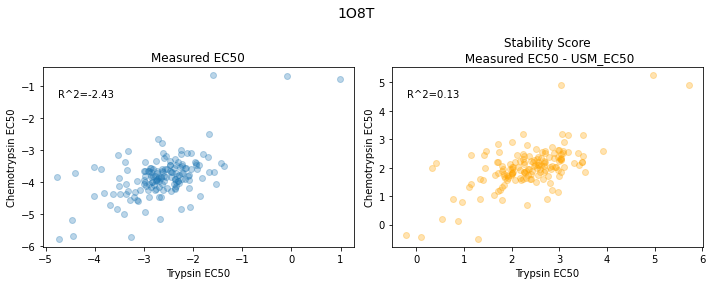 1O8T
Measured EC50
R^2=-2.43
Chemotrypsin EC50
−1
−2
−3
−4
−5
−6
−5
−4
−3
−2
−1
0
1
Trypsin EC50
Stability Score
Measured EC50 - USM_EC50
R^2=0.13
Chemotrypsin EC50
5
4
3
2
1
0
0
1
2
3
4
5
6
Trypsin EC50